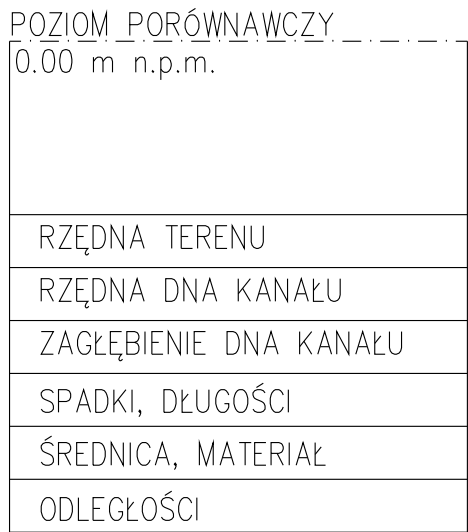 POZIOM PORÓWNAWCZY
0.00 m n.p.m.
RZĘDNA TERENU
RZĘDNA DNA KANAŁU
ZAGŁĘBIENIE DNA KANAŁU
SPADKI, DŁUGOŚCI
ŚREDNICA, MATERIAŁ
ODLEGŁOŚCI